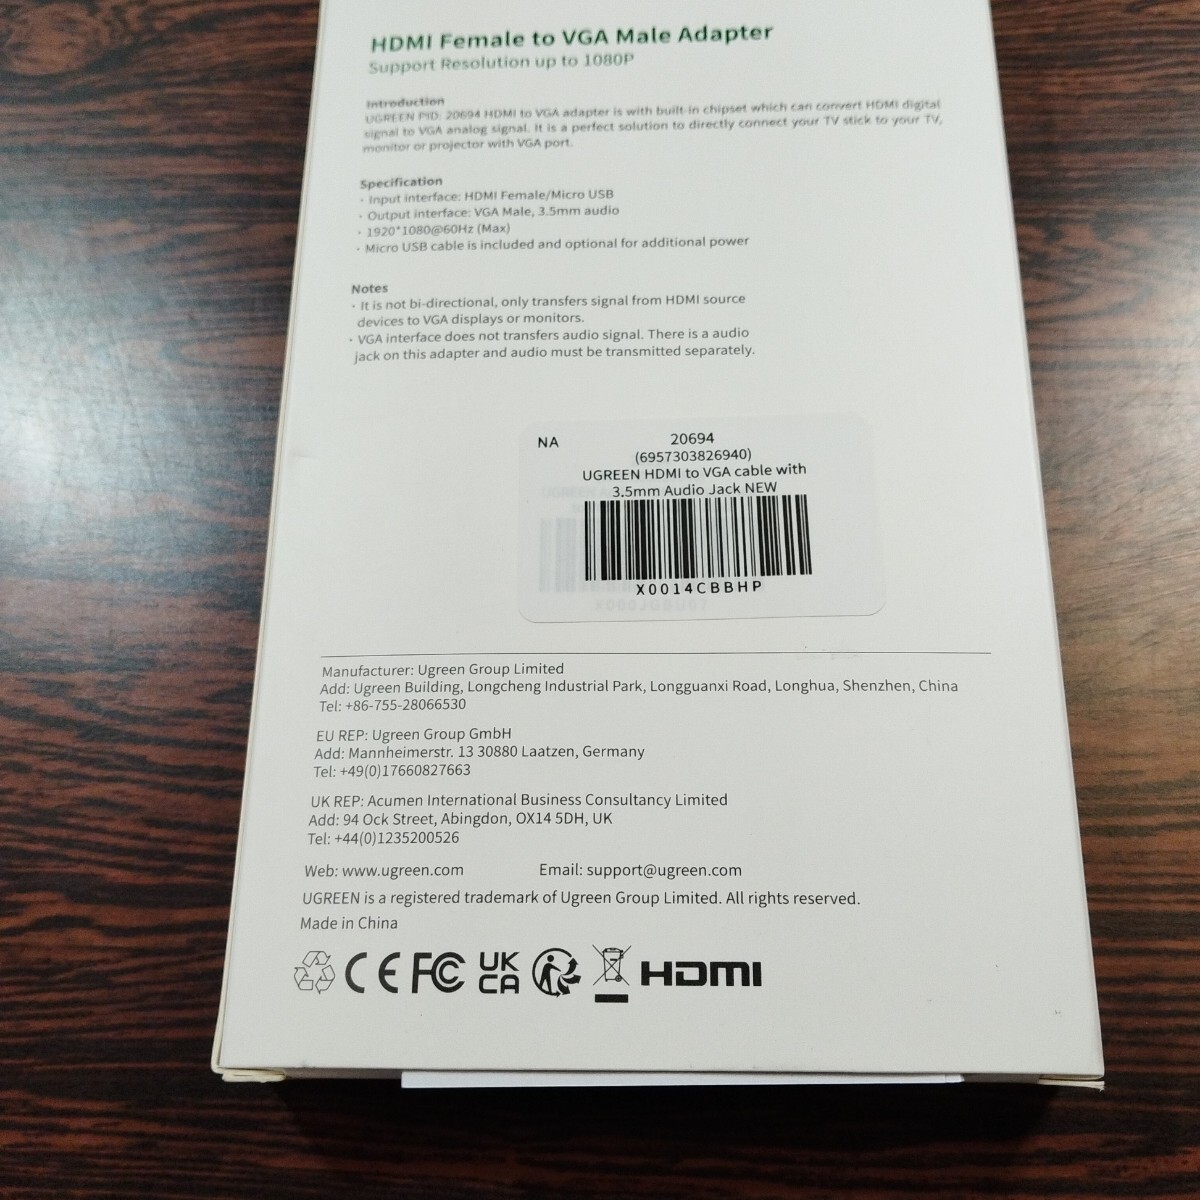 HDMI Female to VGA Male Adapter
Support Resolution up to 1080P
Introduction
UGREEN PID: 20694 HDMI to VGA adapter is with built-in chipset which can convert HDMI digital
signal to VGA analog signal. It is a perfect solution to directly connect your TV stick to your TV,
monitor or projector with VGA port.
Specification
· Input interface: HDMI Female/Micro USB
· Output interface: VGA Male, 3.5mm audio
· 1920*1080@60Hz (Max)
· Micro USB cable is included and optional for additional power
Notes
· It is not bi-directional, only transfers signal from HDMI source
devices to VGA displays or monitors.
· VGA interface does not transfers audio signal. There is a audio
jack on this adapter and audio must be transmitted separately.
NA
20694
(6957303826940)
UGREEN HDMI to VGA cable with
3.5mm Audio Jack NEW
X0014CBBHP
Manufacturer: Ugreen Group Limited
Add: Ugreen Building, Longcheng Industrial Park, Longguanxi Road, Longhua, Shenzhen, China
Tel: +86-755-28066530
EU REP: Ugreen Group GmbH
Add: Mannheimerstr. 13 30880 Laatzen, Germany
Tel: +49(0)17660827663
UK REP: Acumen International Business Consultancy Limited
Add: 94 Ock Street, Abingdon, OX14 5DH, UK
Tel: +44(0)1235200526
Web: www.ugreen.com Email: support@ugreen.com
UGREEN is a registered trademark of Ugreen Group Limited. All rights reserved.
Made in China
CE FC UK CA HDMI